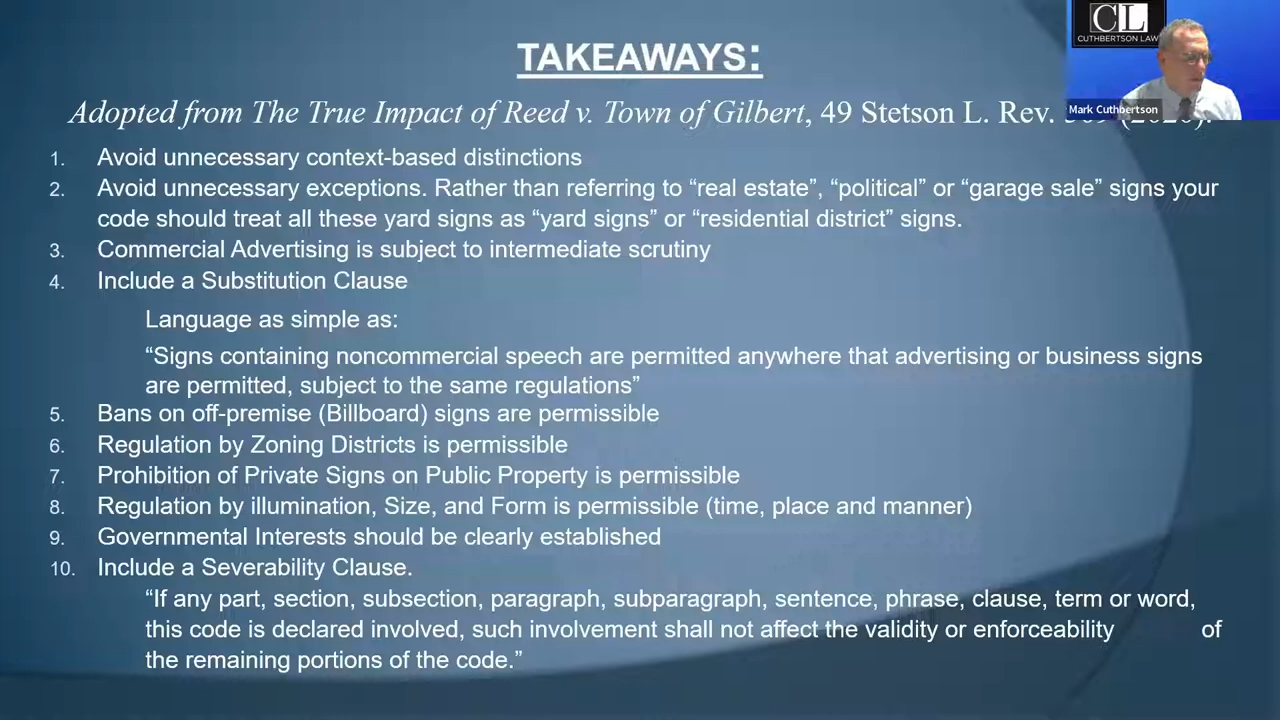 CL
CUTHBERTSON LAW
Mark Cuthbertson
TAKEAWAYS:
Adopted from The True Impact of Reed v. Town of Gilbert, 49 Stetson L. Rev.
1. Avoid unnecessary context-based distinctions
2. Avoid unnecessary exceptions. Rather than referring to “real estate”, “political” or “garage sale” signs your
code should treat all these yard signs as “yard signs” or “residential district” signs.
3. Commercial Advertising is subject to intermediate scrutiny
4. Include a Substitution Clause
Language as simple as:
“Signs containing noncommercial speech are permitted anywhere that advertising or business signs
are permitted, subject to the same regulations”
5. Bans on off-premise (Billboard) signs are permissible
6. Regulation by Zoning Districts is permissible
7. Prohibition of Private Signs on Public Property is permissible
8. Regulation by illumination, Size, and Form is permissible (time, place and manner)
9. Governmental Interests should be clearly established
10. Include a Severability Clause.
“If any part, section, subsection, paragraph, subparagraph, sentence, phrase, clause, term or word,
this code is declared involved, such involvement shall not affect the validity or enforceability of
the remaining portions of the code.”